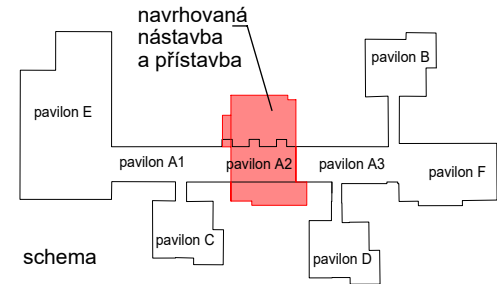 navrhovaná
nástavba
a přístavba
pavilon B
pavilon E
pavilon A1
pavilon A2
pavilon A3
pavilon F
pavilon C
pavilon D
schema